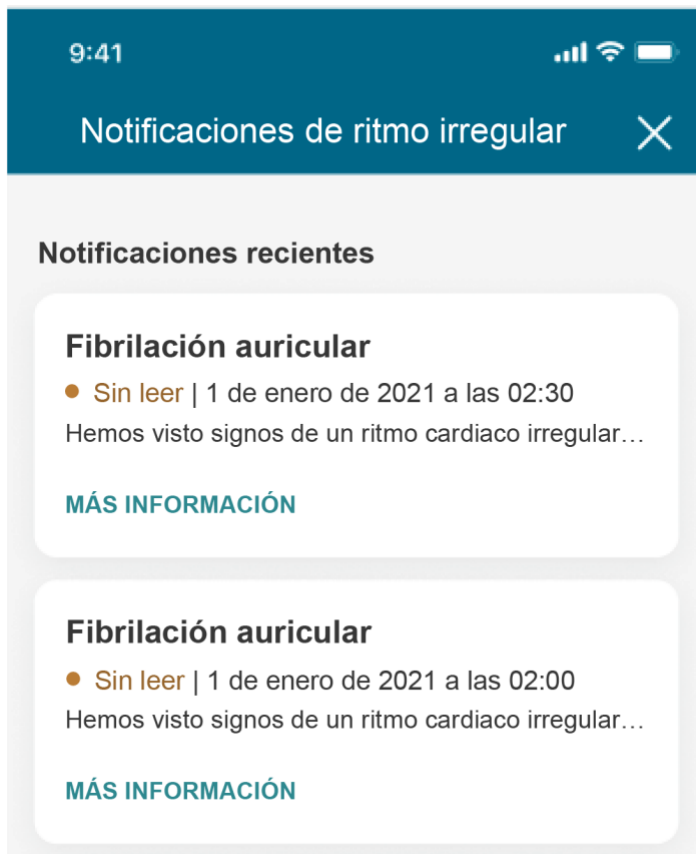 9:41
Notificaciones de ritmo irregular
Notificaciones recientes
Fibrilación auricular
Sin leer | 1 de enero de 2021 a las 02:30
Hemos visto signos de un ritmo cardiaco irregular…
MÁS INFORMACIÓN
Fibrilación auricular
Sin leer | 1 de enero de 2021 a las 02:00
Hemos visto signos de un ritmo cardiaco irregular…
MÁS INFORMACIÓN